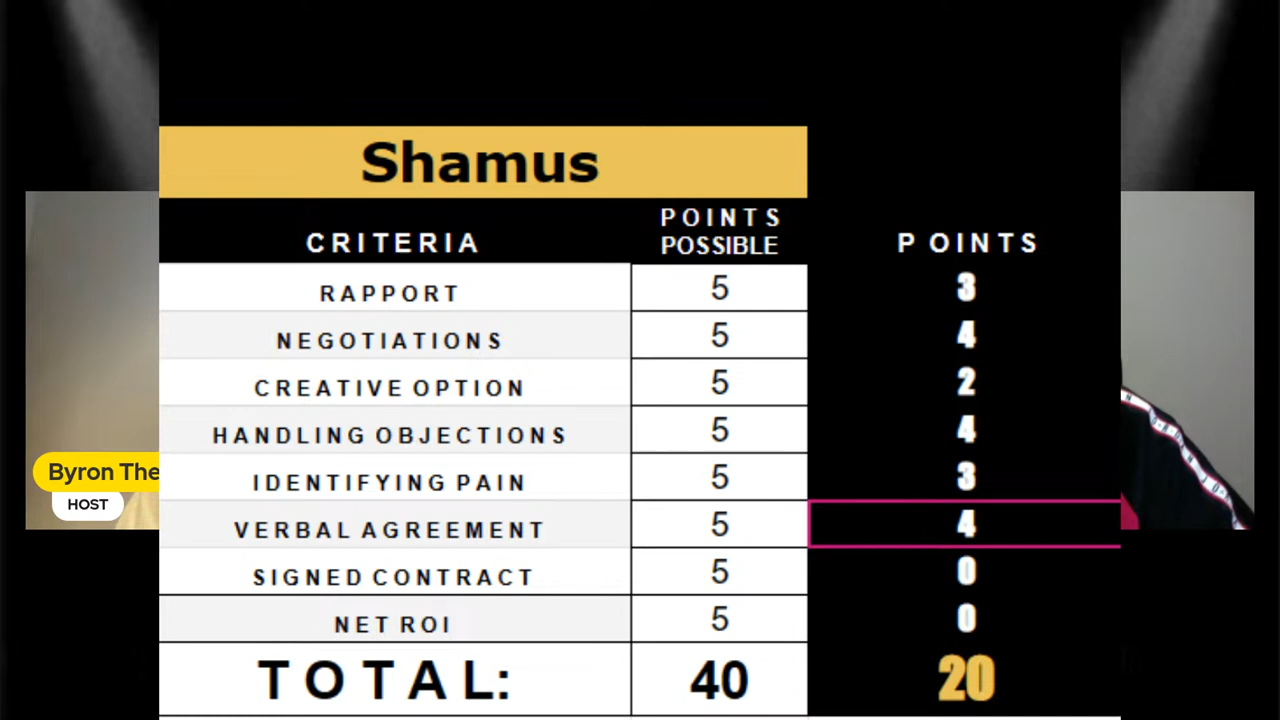 Shamus
CRITERIA POINTS POSSIBLE POINTS
RAPPORT 5 3
NEGOTIATIONS 5 4
CREATIVE OPTION 5 2
HANDLING OBJECTIONS 5 4
IDENTIFYING PAIN 5 3
VERBAL AGREEMENT 5 4
SIGNED CONTRACT 5 0
NET ROI 5 0
TOTAL: 40 20
Byron The
HOST